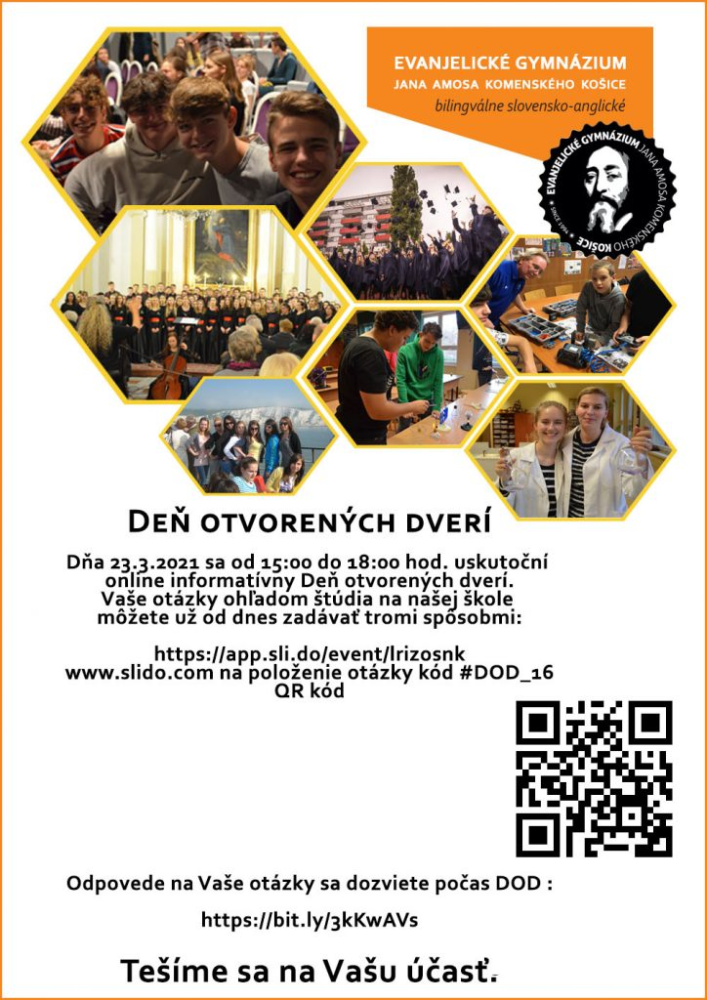 EVANJELICKÉ GYMNÁZIUM
JANA AMOSA KOMENSKÉHO KOŠICE
bilingválne slovensko-anglické
EVANJELICKÉ GYMNÁZIUM JANA AMOSA KOMENSKÉHO
KOŠICE
DEŇ OTVORENÝCH DVERÍ
Dňa 23.3.2021 sa od 15:00 do 18:00 hod. uskutoční
online informatívny Deň otvorených dverí.
Vaše otázky ohľadom štúdia na našej škole
môžete už od dnes zadávať tromi spôsobmi:
https://app.sli.do/event/lrizosnk
www.slido.com na položenie otázky kód #DOD_16
QR kód
Odpovede na Vaše otázky sa dozviete počas DOD :
https://bit.ly/3kKwAVs
Tešíme sa na Vašu účasť.